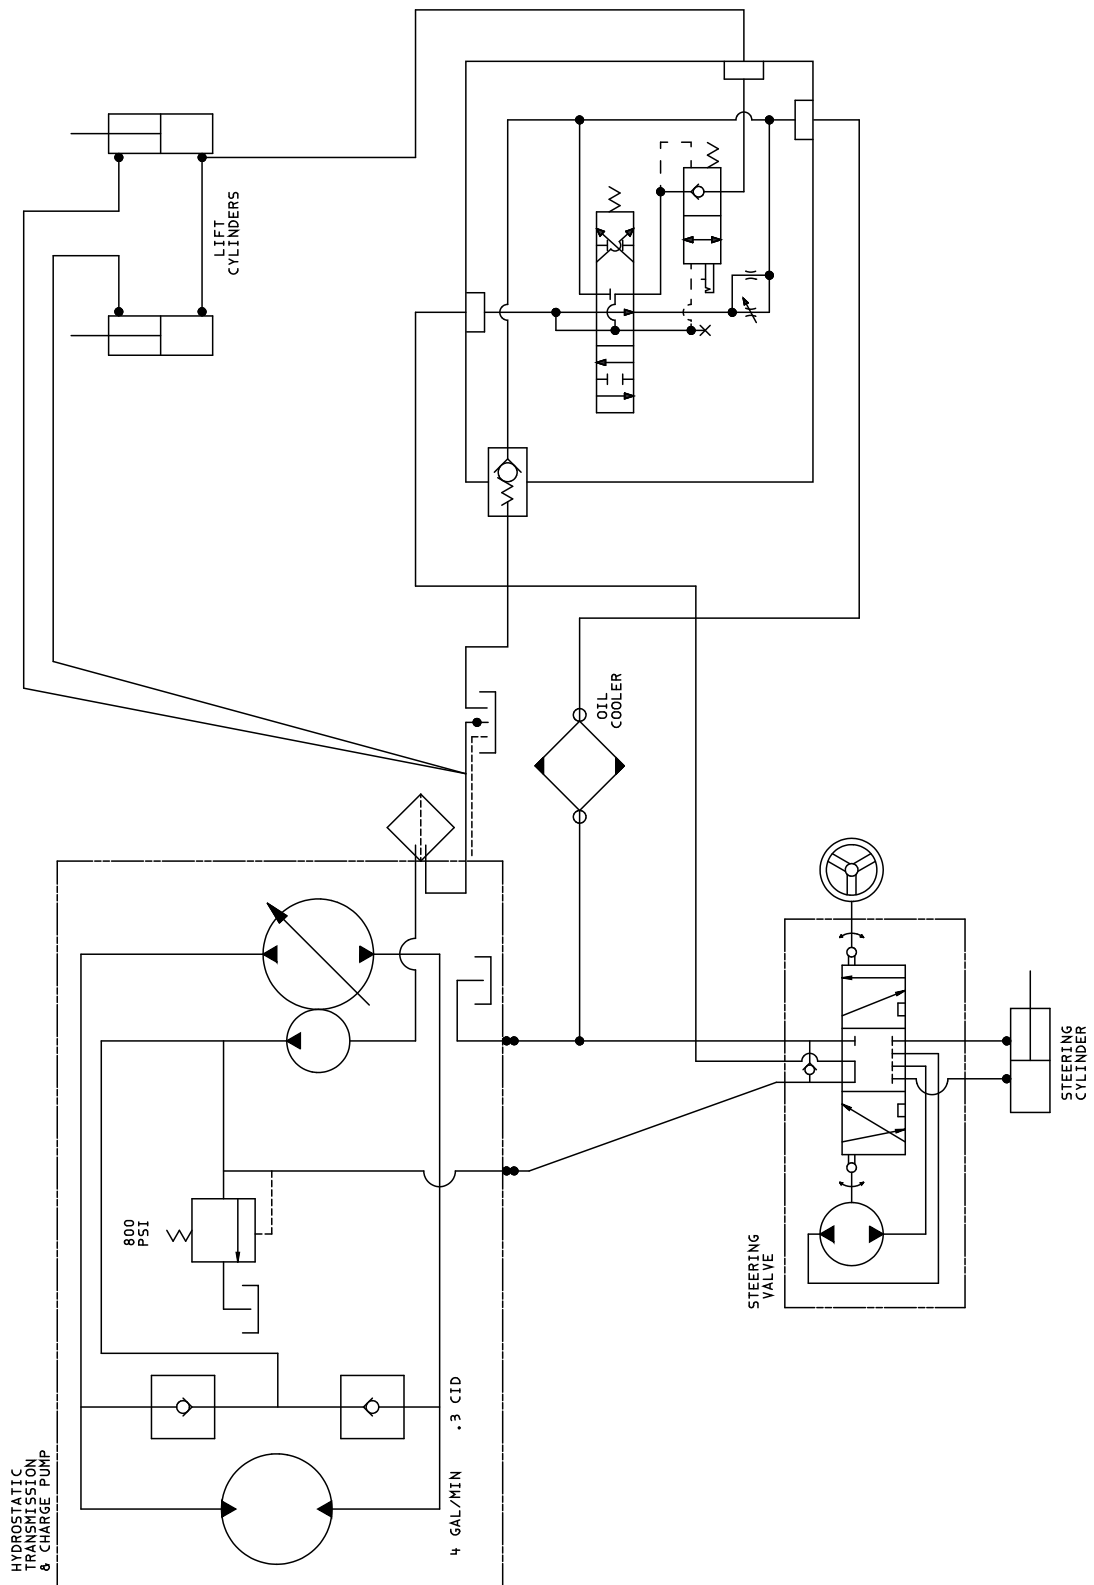 LIFT
CYLINDERS
OIL
COOLER
STEERING
CYLINDER
STEERING
VALVE
800
PSI
4 GAL/MIN .3 CID
HYDROSTATIC
TRANSMISSION
& CHARGE PUMP